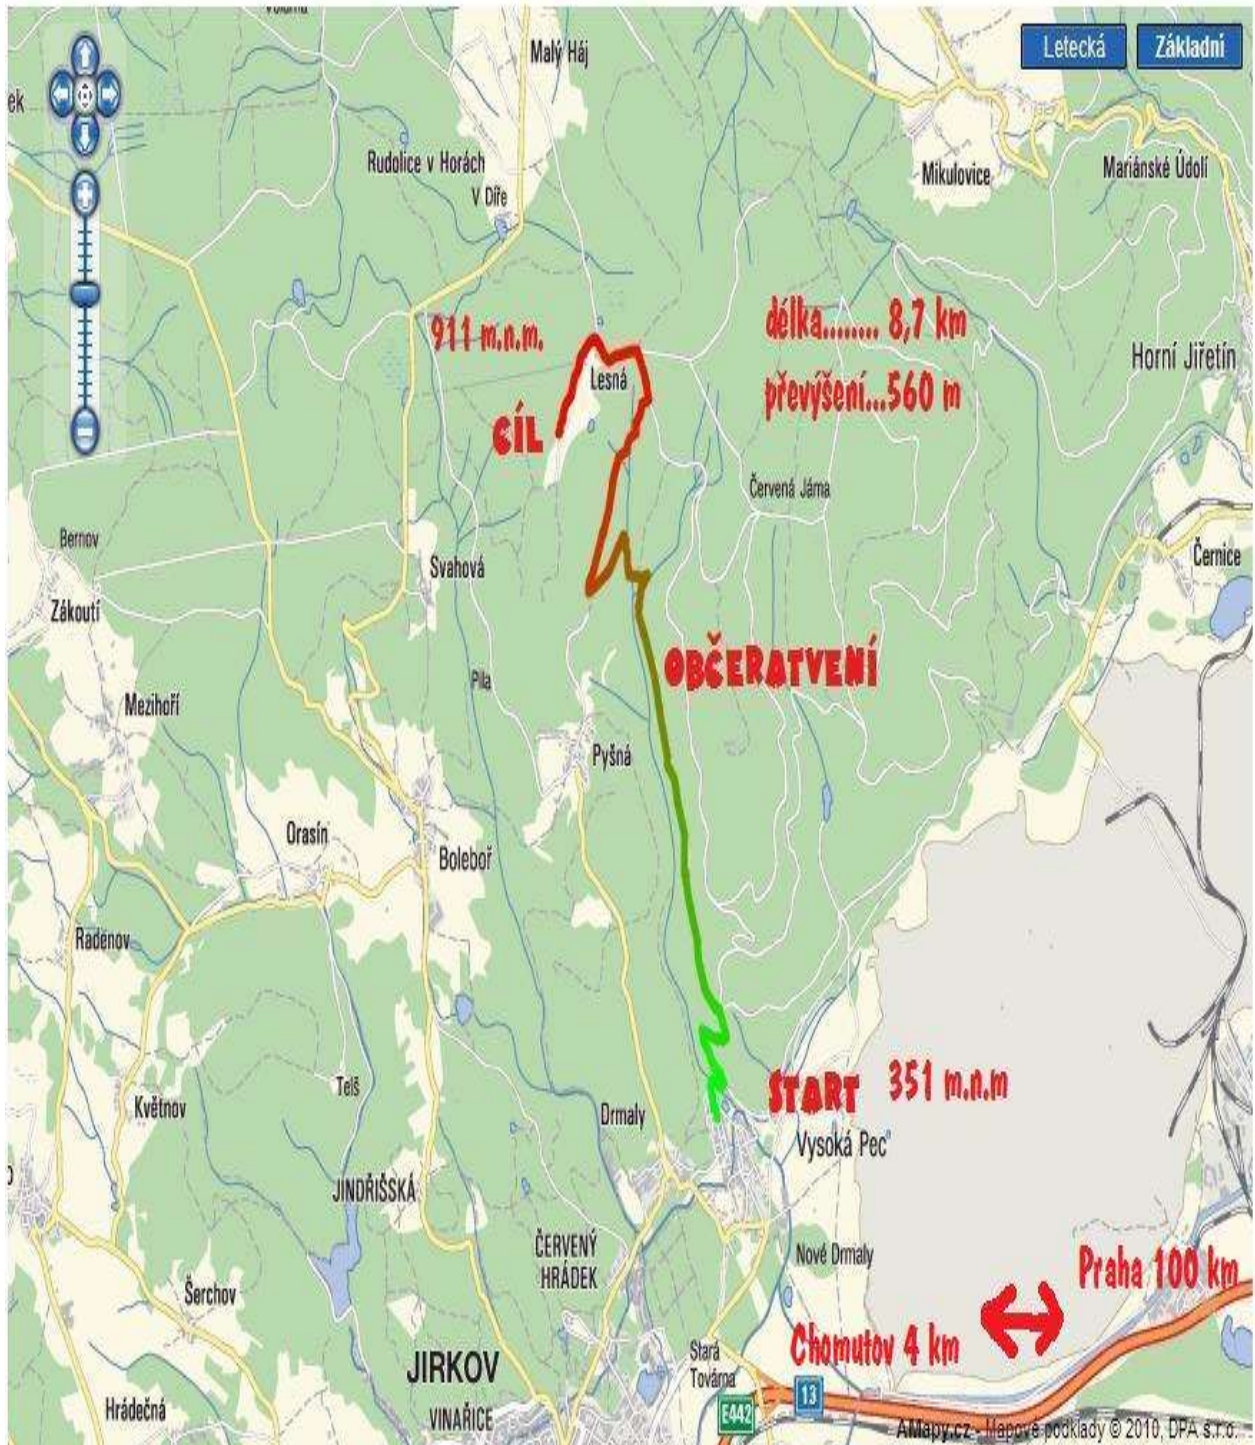 Malý Háj
Letecká
Základní
ek
Rudolice v Horách
V Díře
Mikulovice
Mariánské Údolí
911 m.n.m.
délka........ 8,7 km
Lesná
převýšení...560 m
Horní Jiřetín
CÍL
Červená Jáma
Bernov
Svahová
Černice
Zákoutí
OBČERATVENÍ
Pila
Mezihoří
Pyšná
Orasín
Boleboř
Radenov
Telš
START 351 m.n.m
Květnov
Drmaly
Vysoká Pec
JINDŘIŠSKÁ
ČERVENÝ
HRÁDEK
Nové Drmaly
Praha 100 km
Šerchov
Chomutov 4 km
JIRKOV
Stará
Továrna
13
Hrádečná
VINAŘICE
E442
AMapy.cz - Mapové podklady © 2010, DPA s.r.o.